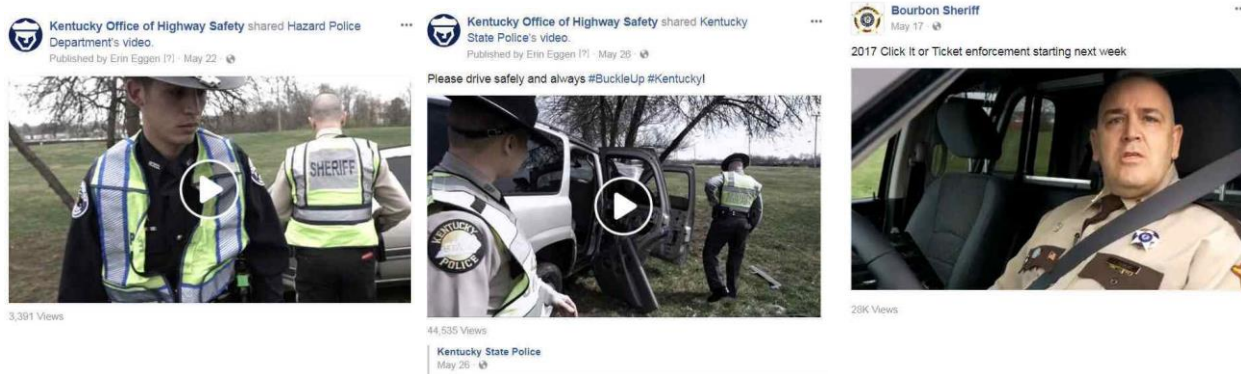 Kentucky Office of Highway Safety shared Hazard Police
Department's video.
Published by Erin Eggen [?] · May 22 ·
SHERIFF
3,391 Views
Kentucky Office of Highway Safety shared Kentucky
State Police's video.
Published by Erin Eggen [?] · May 26 ·
Please drive safely and always #BuckleUp #Kentucky!
KENTUCKY
POLICE
44,535 Views
Kentucky State Police
May 26 ·
Bourbon Sheriff
May 17 ·
2017 Click It or Ticket enforcement starting next week
28K Views